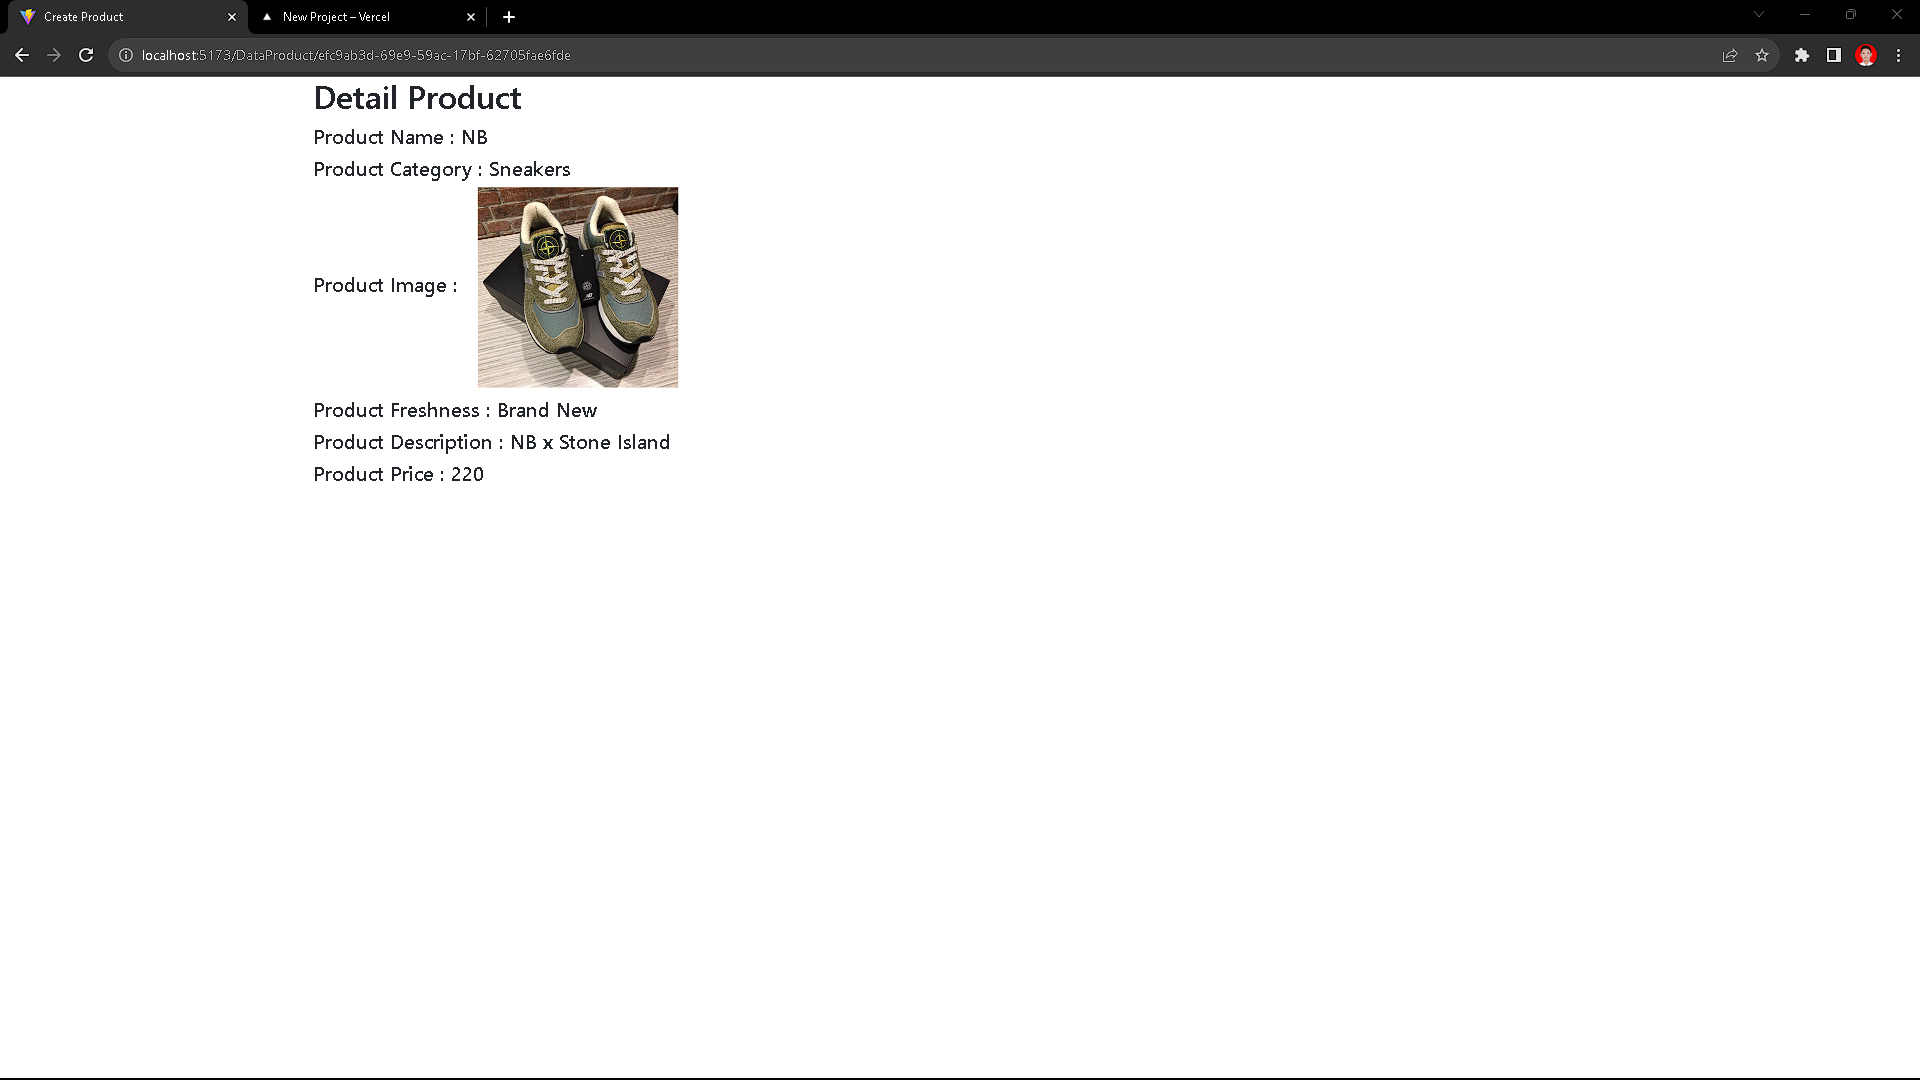 Create Product
New Project – Vercel
localhost:5173/DataProduct/efc9ab3d-69e9-59ac-17bf-62705fae6fde
Detail Product
Product Name : NB
Product Category : Sneakers
Product Image :
Product Freshness : Brand New
Product Description : NB x Stone Island
Product Price : 220